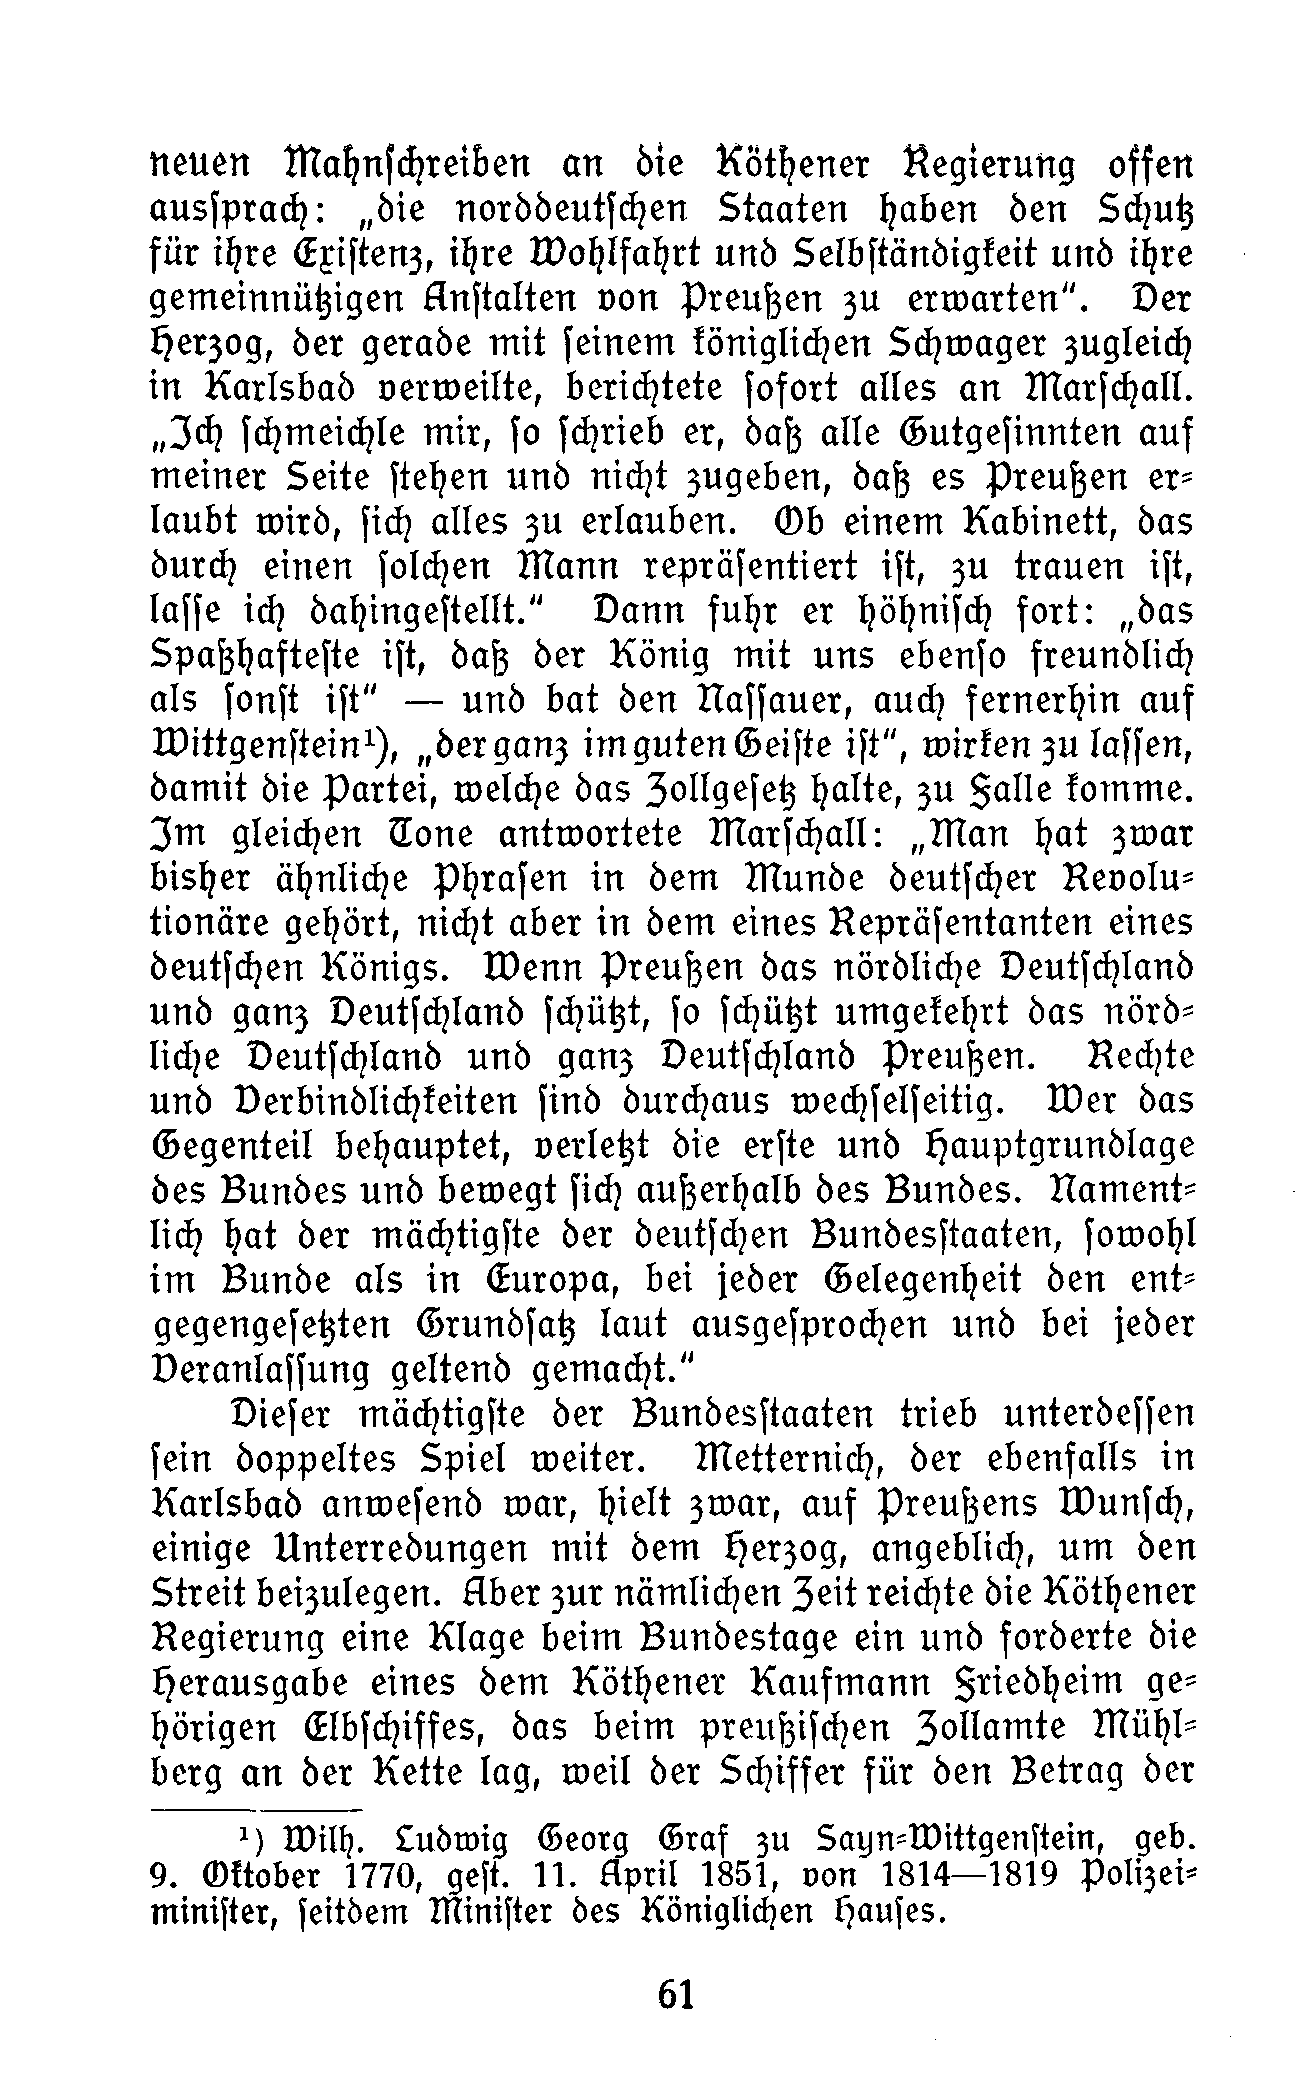 neuen Mahnschreiben an die Köthener Regierung offen
aussprach: „die norddeutschen Staaten haben den Schutz
für ihre Existenz, ihre Wohlfahrt und Selbständigkeit und ihre
gemeinnützigen Anstalten von Preußen zu erwarten". Der
Herzog, der gerade mit seinem königlichen Schwager zugleich
in Karlsbad verweilte, berichtete sofort alles an Marschall.
„Ich schmeichle mir, so schrieb er, daß alle Gutgesinnten auf
meiner Seite stehen und nicht zugeben, daß es Preußen er-
laubt wird, sich alles zu erlauben. Ob einem Kabinett, das
durch einen solchen Mann repräsentiert ist, zu trauen ist,
lasse ich dahingestellt." Dann fuhr er höhnisch fort: „das
Spaßhafteste ist, daß der König mit uns ebenso freundlich
als sonst ist" — und bat den Nassauer, auch fernerhin auf
Wittgenstein¹), „der ganz im guten Geiste ist", wirken zu lassen,
damit die Partei, welche das Zollgesetz halte, zu Falle komme.
Im gleichen Tone antwortete Marschall: „Man hat zwar
bisher ähnliche Phrasen in dem Munde deutscher Revolu-
tionäre gehört, nicht aber in dem eines Repräsentanten eines
deutschen Königs. Wenn Preußen das nördliche Deutschland
und ganz Deutschland schützt, so schützt umgekehrt das nörd-
liche Deutschland und ganz Deutschland Preußen. Rechte
und Verbindlichkeiten sind durchaus wechselseitig. Wer das
Gegenteil behauptet, verletzt die erste und Hauptgrundlage
des Bundes und bewegt sich außerhalb des Bundes. Nament-
lich hat der mächtigste der deutschen Bundesstaaten, sowohl
im Bunde als in Europa, bei jeder Gelegenheit den ent-
gegengesetzten Grundsatz laut ausgesprochen und bei jeder
Veranlassung geltend gemacht."
Dieser mächtigste der Bundesstaaten trieb unterdessen
sein doppeltes Spiel weiter. Metternich, der ebenfalls in
Karlsbad anwesend war, hielt zwar, auf Preußens Wunsch,
einige Unterredungen mit dem Herzog, angeblich, um den
Streit beizulegen. Aber zur nämlichen Zeit reichte die Köthener
Regierung eine Klage beim Bundestage ein und forderte die
Herausgabe eines dem Köthener Kaufmann Friedheim ge-
hörigen Elbschiffes, das beim preußischen Zollamte Mühl-
berg an der Kette lag, weil der Schiffer für den Betrag der
¹) Wilh. Ludwig Georg Graf zu Sayn-Wittgenstein, geb.
9. Oktober 1770, gest. 11. April 1851, von 1814—1819 Polizei-
minister, seitdem Minister des Königlichen Hauses.
61